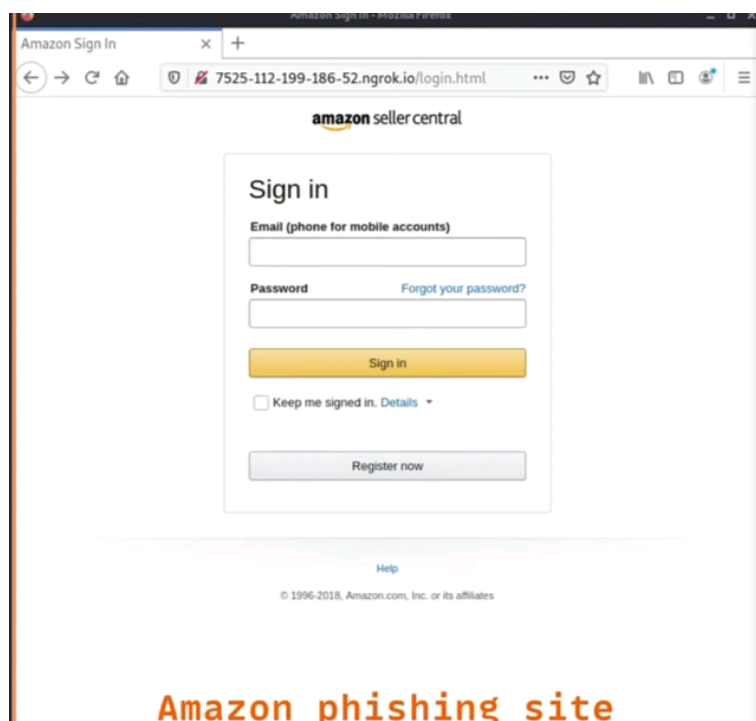 Amazon Sign In - Mozilla Firefox
Amazon Sign In
7525-112-199-186-52.ngrok.io/login.html
amazon seller central
Sign in
Email (phone for mobile accounts)
Password Forgot your password?
Sign in
Keep me signed in. Details
Register now
Help
© 1996-2018, Amazon.com, Inc. or its affiliates
Amazon phishing site